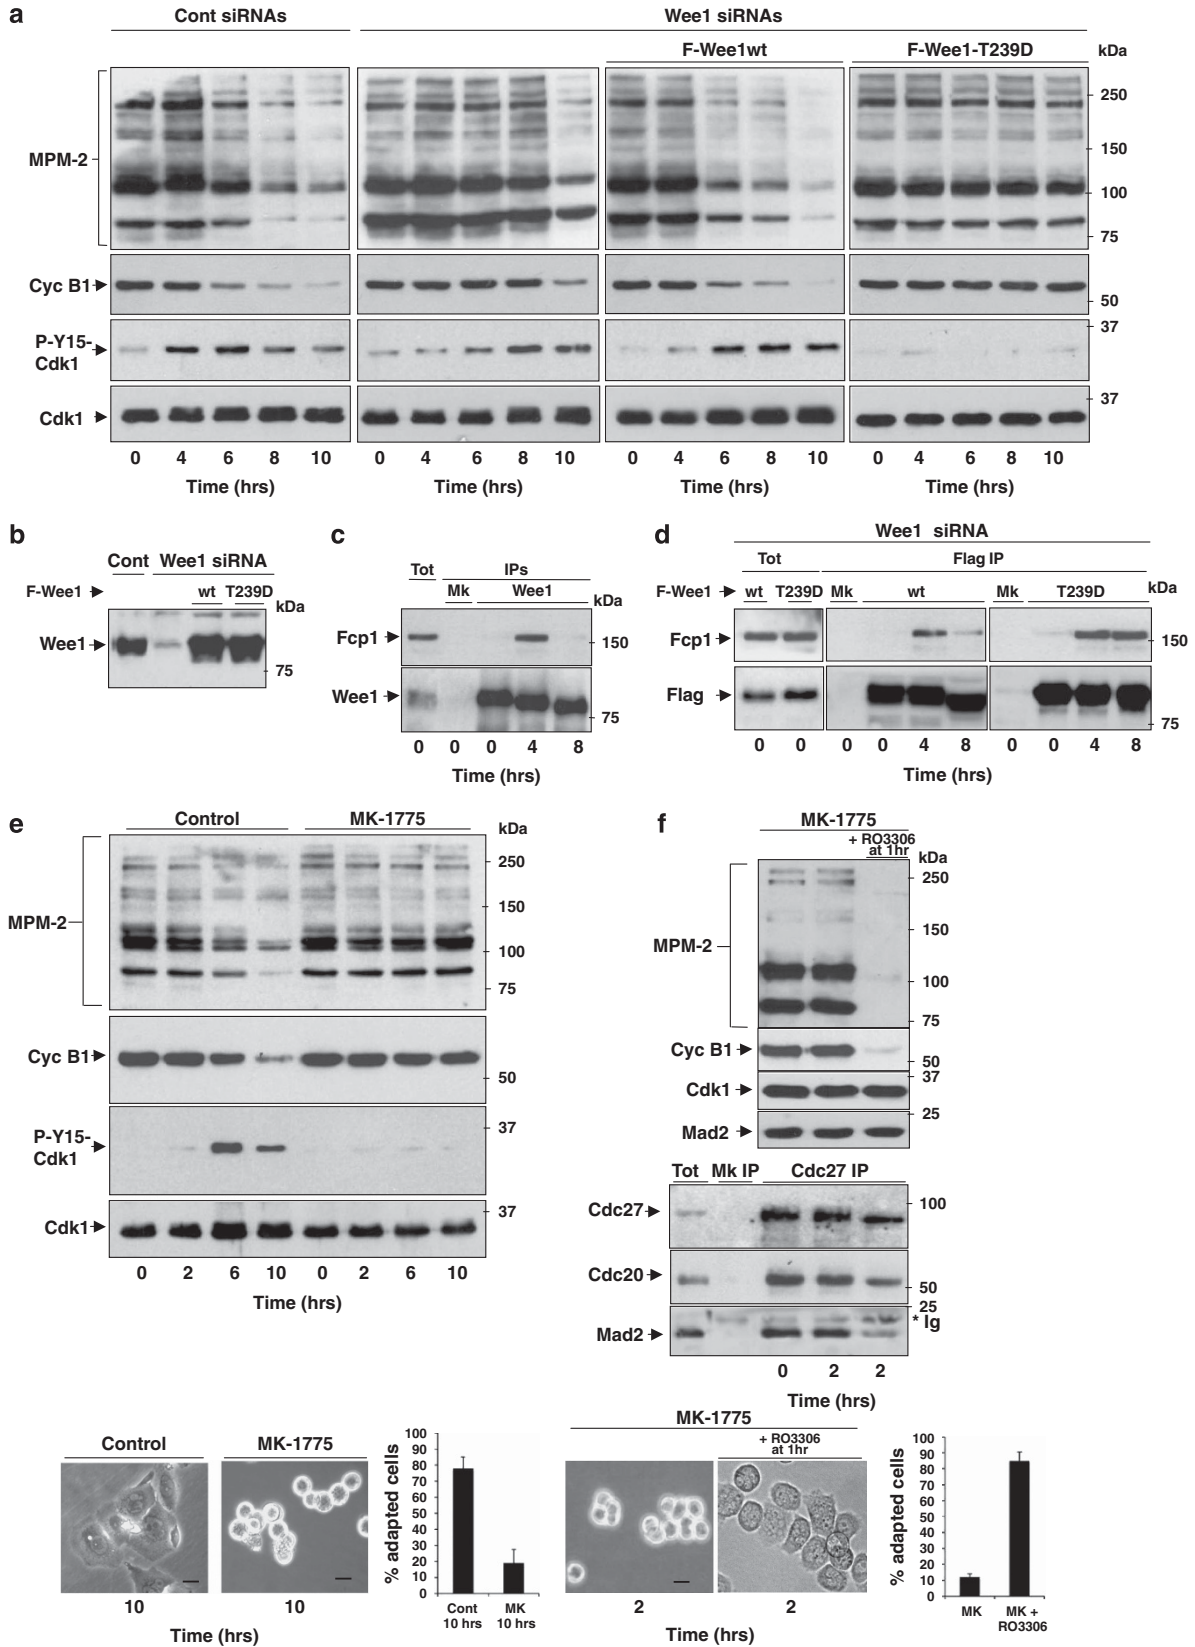 a
Cont siRNAs
Wee1 siRNAs
F-Wee1wt
F-Wee1-T239D
kDa
MPM-2
250
150
100
75
Cyc B1
50
P-Y15-
Cdk1
37
Cdk1
37
0 4 6 8 10 0 4 6 8 10 0 4 6 8 10 0 4 6 8 10
Time (hrs) Time (hrs) Time (hrs) Time (hrs)
b
Cont Wee1 siRNA
F-Wee1
wt T239D
kDa
Wee1
75
c
Tot IPs
Mk Wee1
kDa
Fcp1
150
Wee1
75
0 0 0 4 8
Time (hrs)
d
Wee1 siRNA
Tot Flag IP
F-Wee1
wt T239D Mk wt Mk T239D
kDa
Fcp1
150
Flag
75
0 0 0 0 4 8 0 0 4 8
Time (hrs)
e
Control MK-1775
kDa
MPM-2
250
150
100
75
Cyc B1
50
P-Y15-
Cdk1
37
Cdk1
37
0 2 6 10 0 2 6 10
Time (hrs)
Control MK-1775
10 10
Time (hrs)
% adapted cells
100
90
80
70
60
50
40
30
20
10
0
Cont MK
10 hrs 10 hrs
f
MK-1775
+ RO3306
at 1hr
kDa
MPM-2
250
150
100
75
Cyc B1
50
37
Cdk1
25
Mad2
Tot Mk IP Cdc27 IP
Cdc27
100
Cdc20
50
25
* Ig
Mad2
0 2 2
Time (hrs)
MK-1775
+ RO3306
at 1hr
2 2
Time (hrs)
% adapted cells
100
90
80
70
60
50
40
30
20
10
0
MK MK +
RO3306